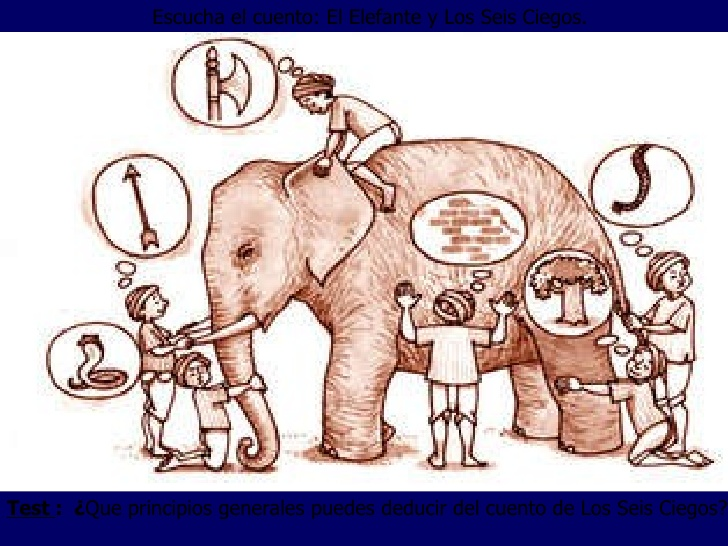 Escucha el cuento: El Elefante y Los Seis Ciegos.
Test : ¿Que principios generales puedes deducir del cuento de Los Seis Ciegos?